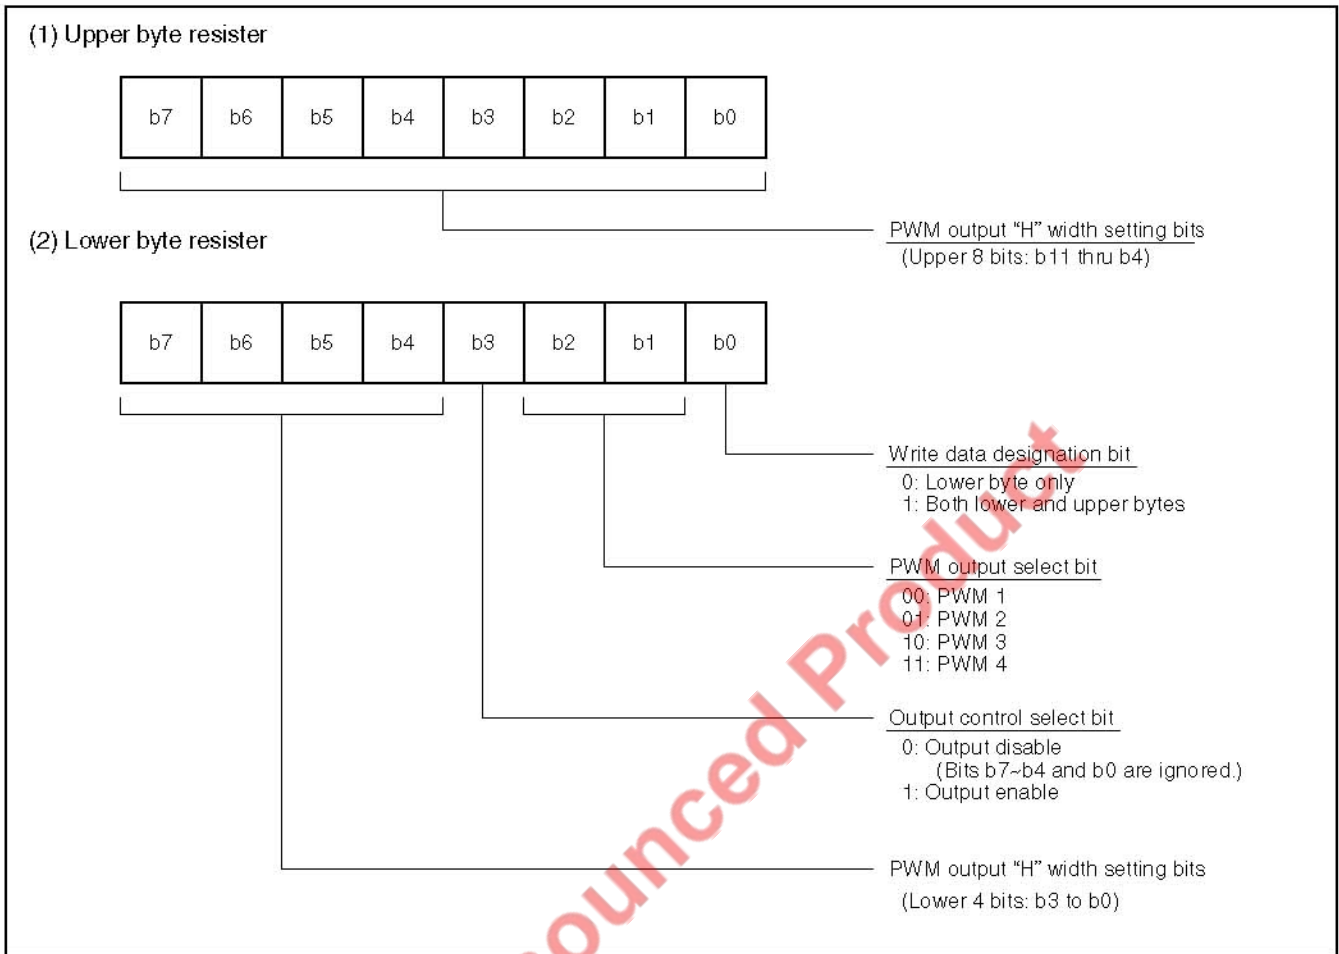 (1) Upper byte resister
b7 b6 b5 b4 b3 b2 b1 b0
PWM output “H” width setting bits
(Upper 8 bits: b11 thru b4)
(2) Lower byte resister
b7 b6 b5 b4 b3 b2 b1 b0
Write data designation bit
0: Lower byte only
1: Both lower and upper bytes
PWM output select bit
00: PWM 1
01: PWM 2
10: PWM 3
11: PWM 4
Output control select bit
0: Output disable
(Bits b7~b4 and b0 are ignored.)
1: Output enable
PWM output “H” width setting bits
(Lower 4 bits: b3 to b0)
ounced Product